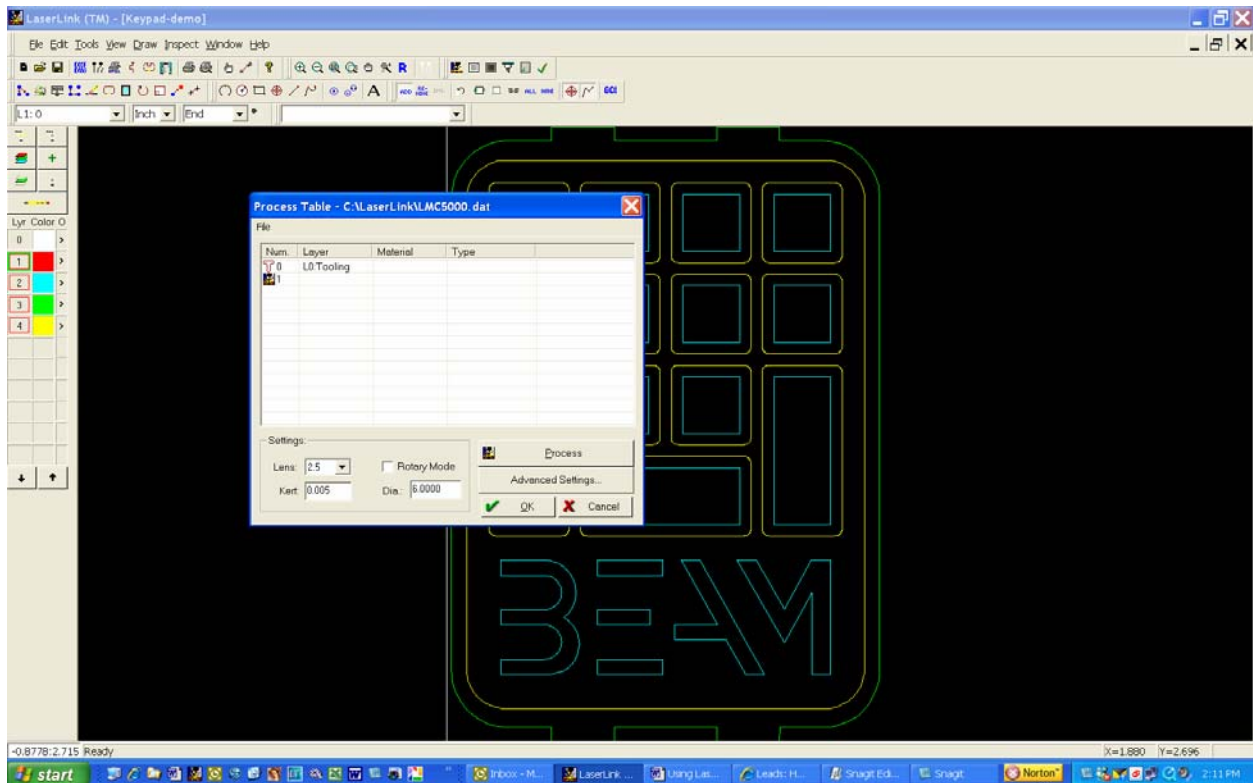 LaserLink (TM) - [Keypad-demo]
File Edit Tools View Draw Inspect Window Help
R
A ADD ALL GCI
L1: 0 Inch End
Lyr Color O
0
1
2
3
4
Process Table - C:\LaserLink\LMC5000.dat
File
Num. Layer Material Type
0 L0:Tooling
1
Settings:
Lens: 2.5 Rotary Mode
Kerf: 0.005 Dia.: 6.0000
Process
Advanced Settings...
OK Cancel
BEAM
-0.8778:2.715 Ready X=1.880 Y=2.696
start Inbox - M... LaserLink ... Using Las... Leads: H... SnagIt Edi... SnagIt Norton 2:11 PM